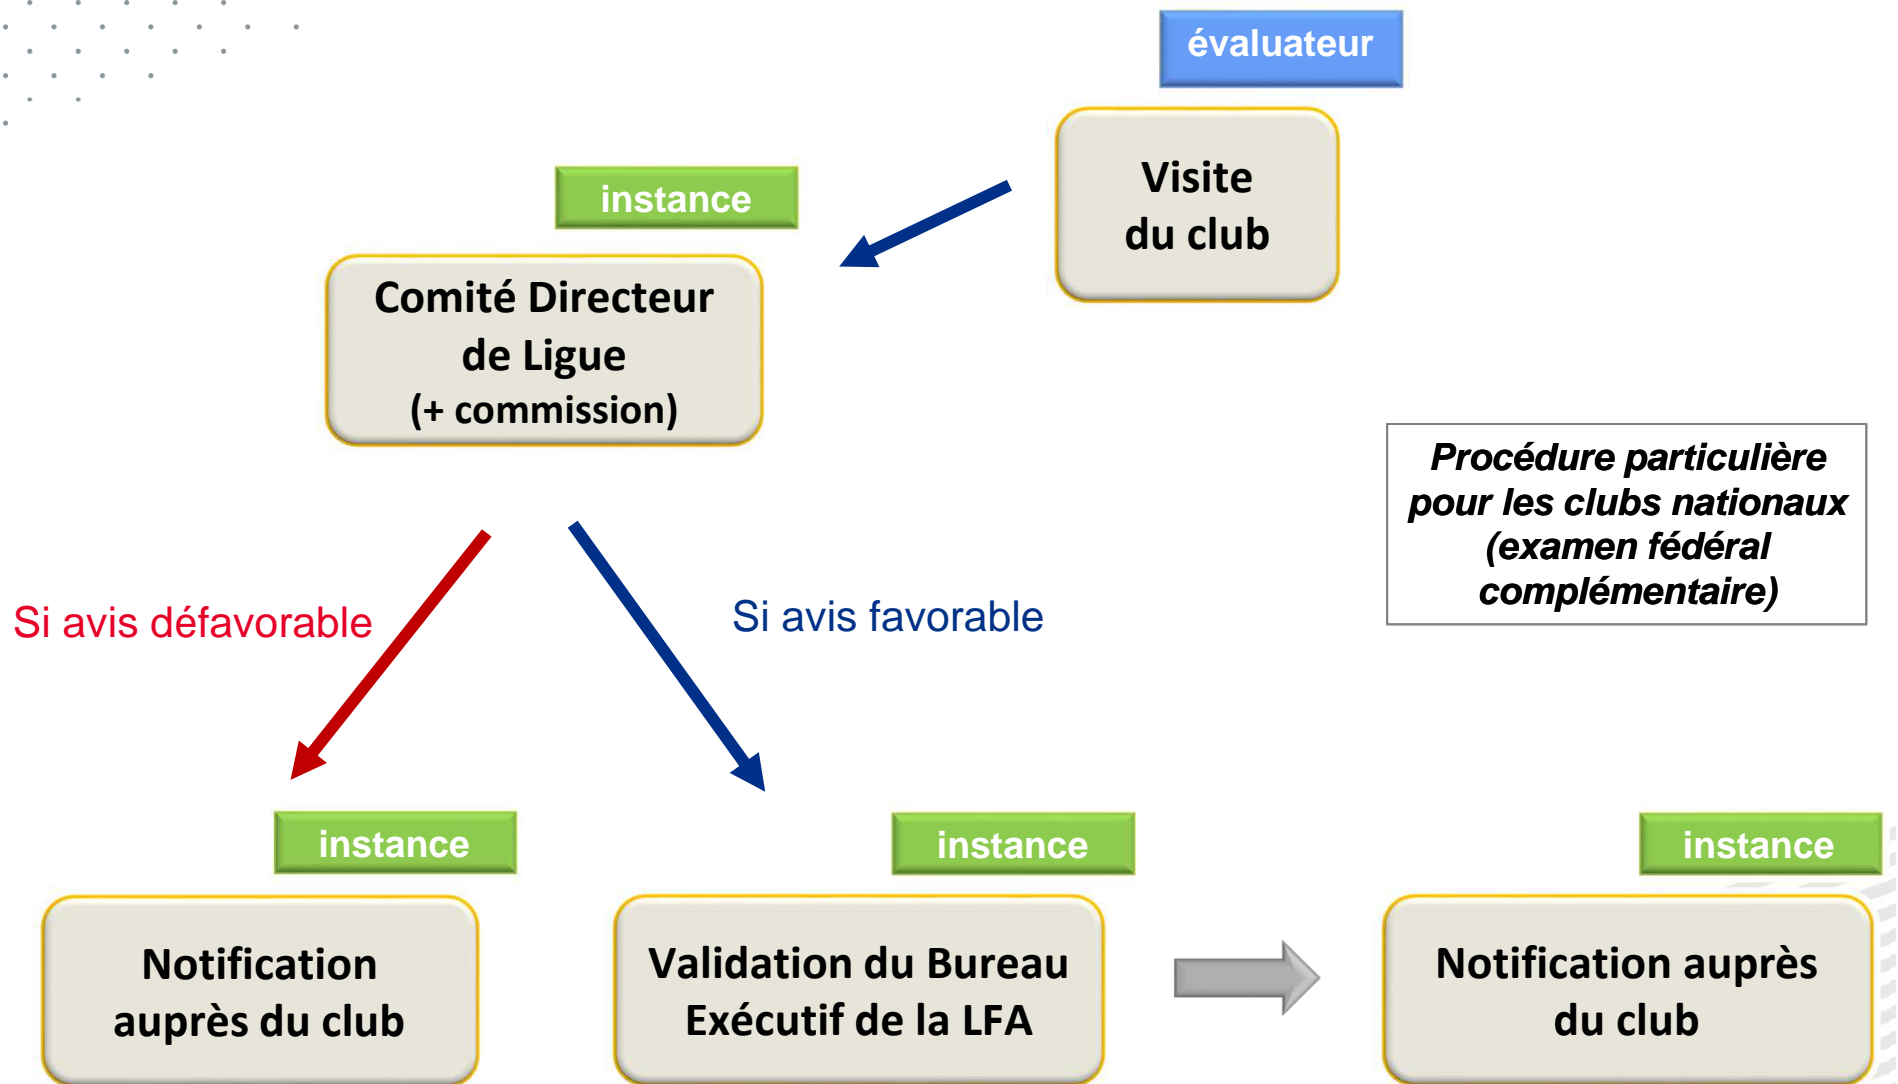 évaluateur
Visite
du club
instance
Comité Directeur
de Ligue
(+ commission)
Procédure particulière
pour les clubs nationaux
(examen fédéral
complémentaire)
Si avis défavorable
Si avis favorable
instance
Notification
auprès du club
instance
Validation du Bureau
Exécutif de la LFA
instance
Notification auprès
du club